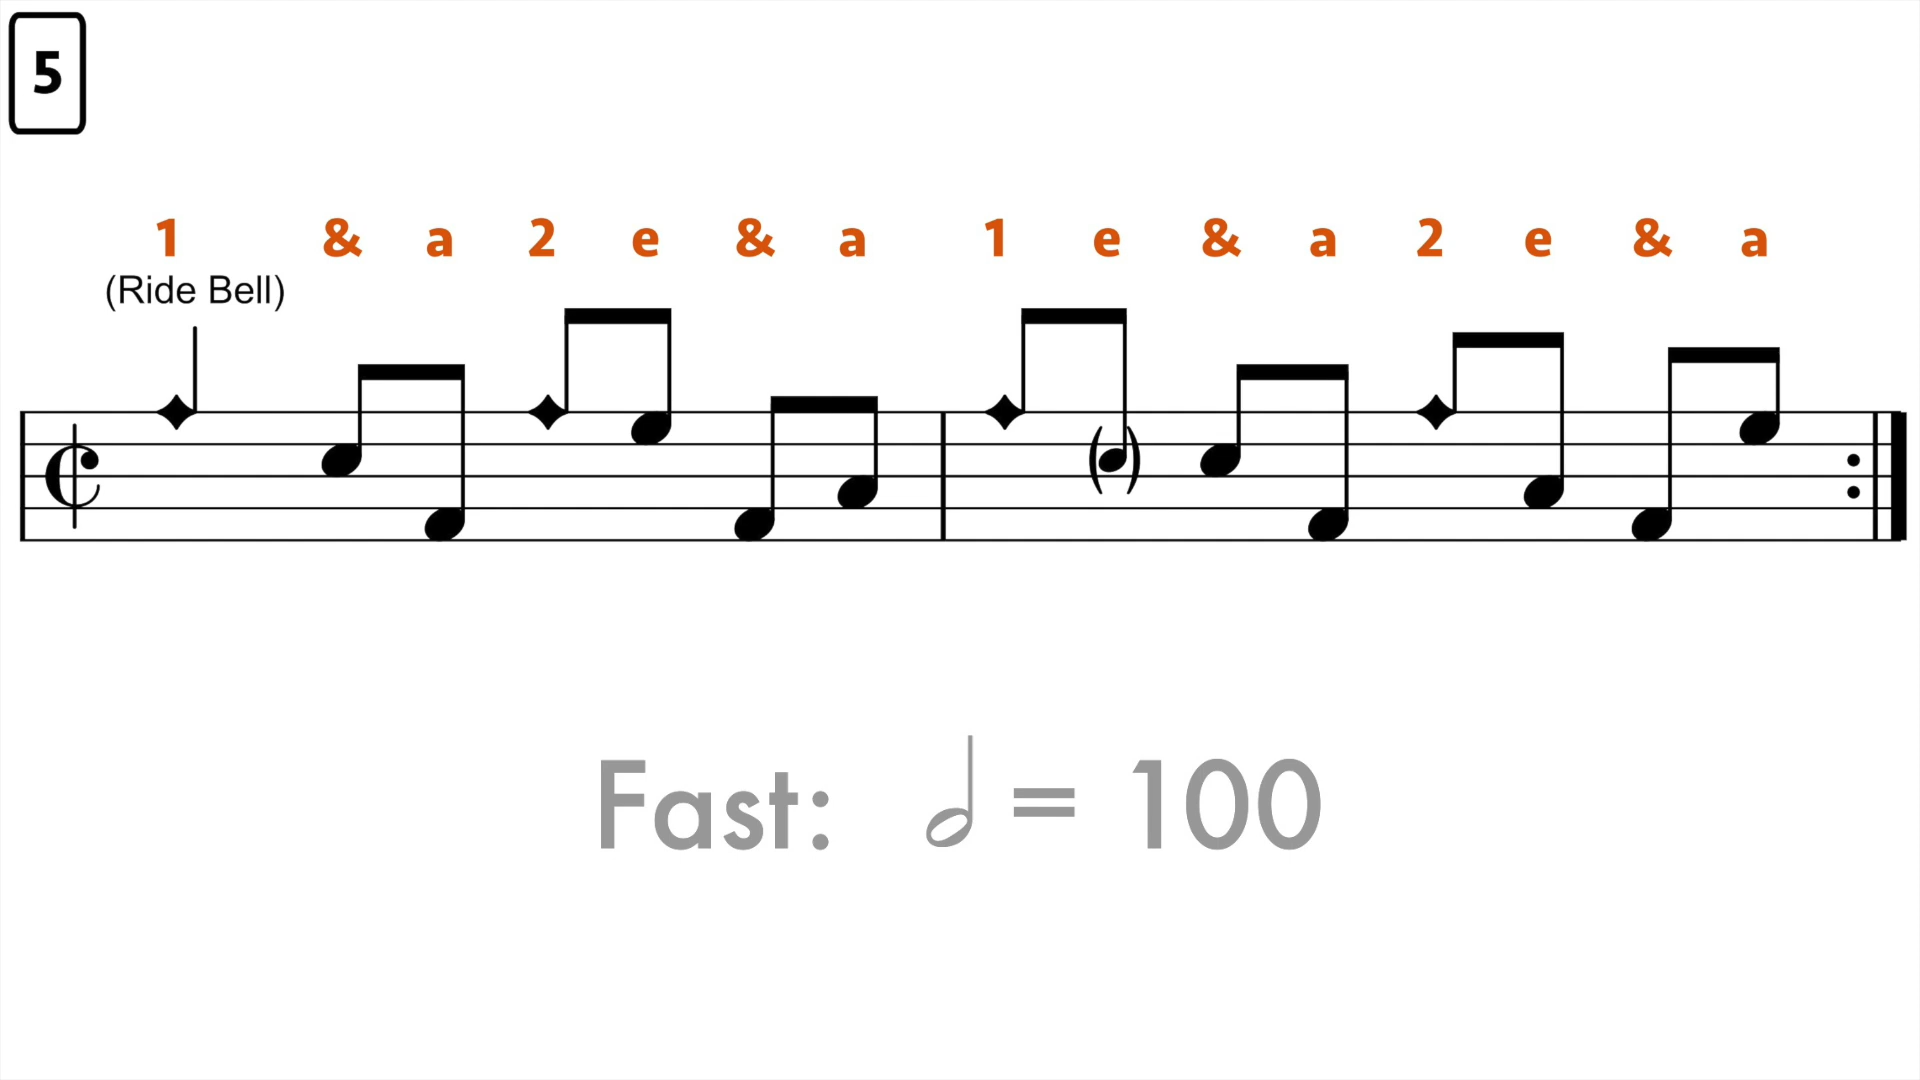 5
1 & a 2 e & a 1 e & a 2 e & a
(Ride Bell)
Fast: 𝅗𝅥 = 100